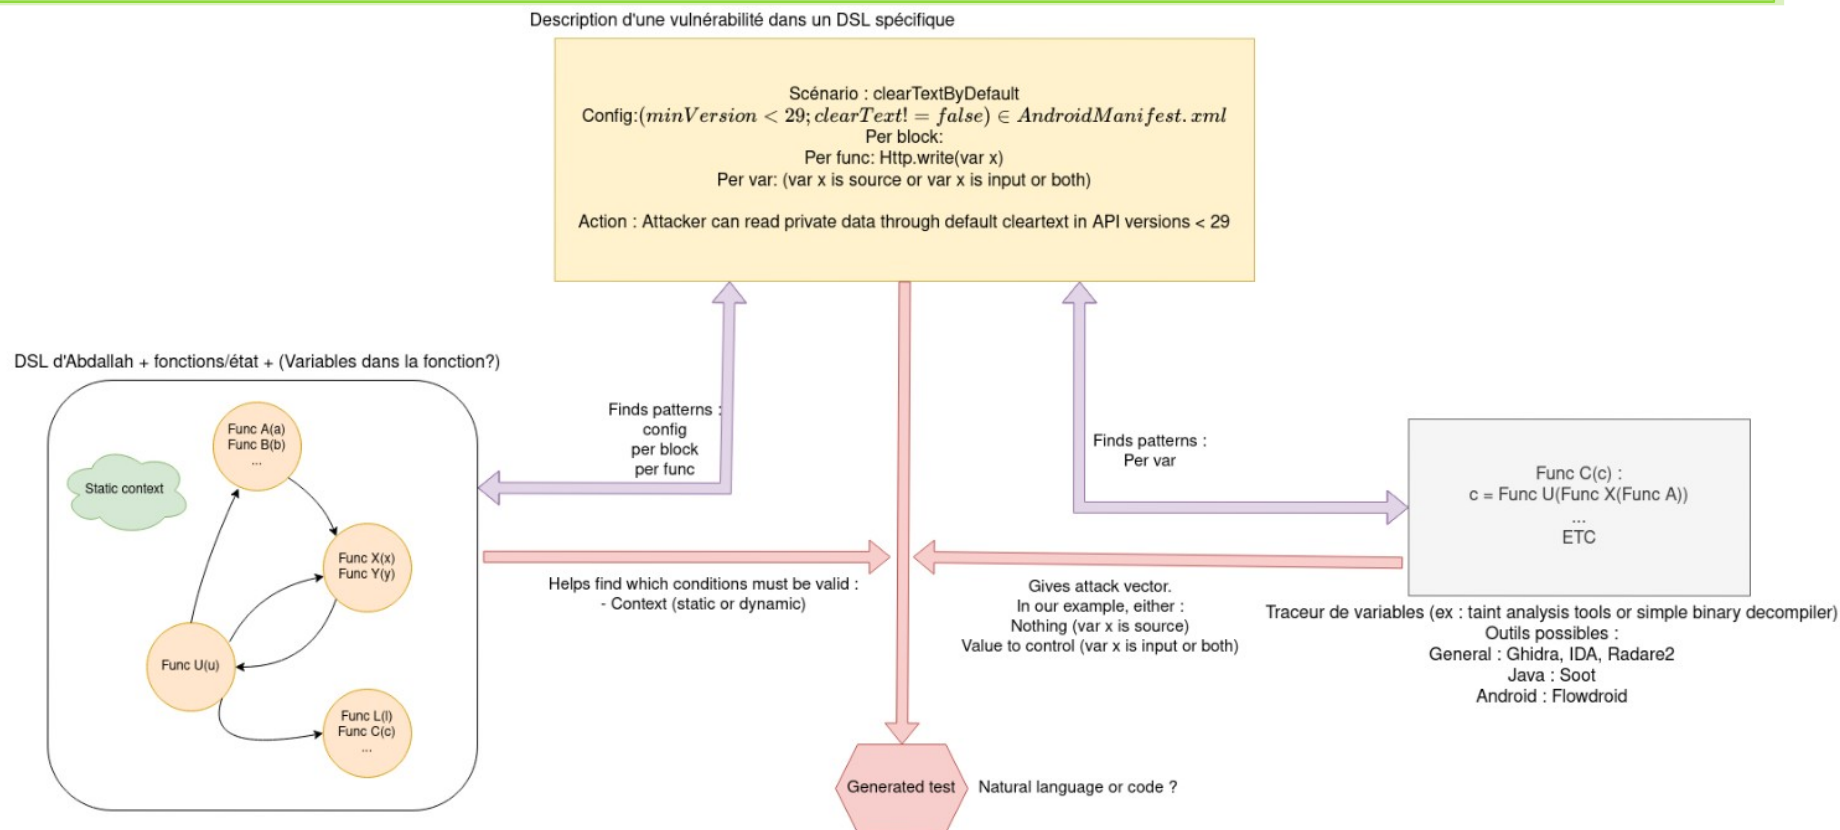 Description d'une vulnérabilité dans un DSL spécifique
Scénario : clearTextByDefault
Config:(minVersion < 29; clearText! = false) ∈ AndroidManifest.xml
Per block:
Per func: Http.write(var x)
Per var: (var x is source or var x is input or both)
Action : Attacker can read private data through default cleartext in API versions < 29
DSL d'Abdallah + fonctions/état + (Variables dans la fonction?)
Func A(a)
Func B(b)
...
Static context
Func X(x)
Func Y(y)
Func U(u)
Func L(l)
Func C(c)
...
Finds patterns :
config
per block
per func
Finds patterns :
Per var
Func C(c) :
c = Func U(Func X(Func A))
...
ETC
Helps find which conditions must be valid :
- Context (static or dynamic)
Gives attack vector.
In our example, either :
Nothing (var x is source)
Value to control (var x is input or both)
Traceur de variables (ex : taint analysis tools or simple binary decompiler)
Outils possibles :
General : Ghidra, IDA, Radare2
Java : Soot
Android : Flowdroid
Generated test
Natural language or code ?